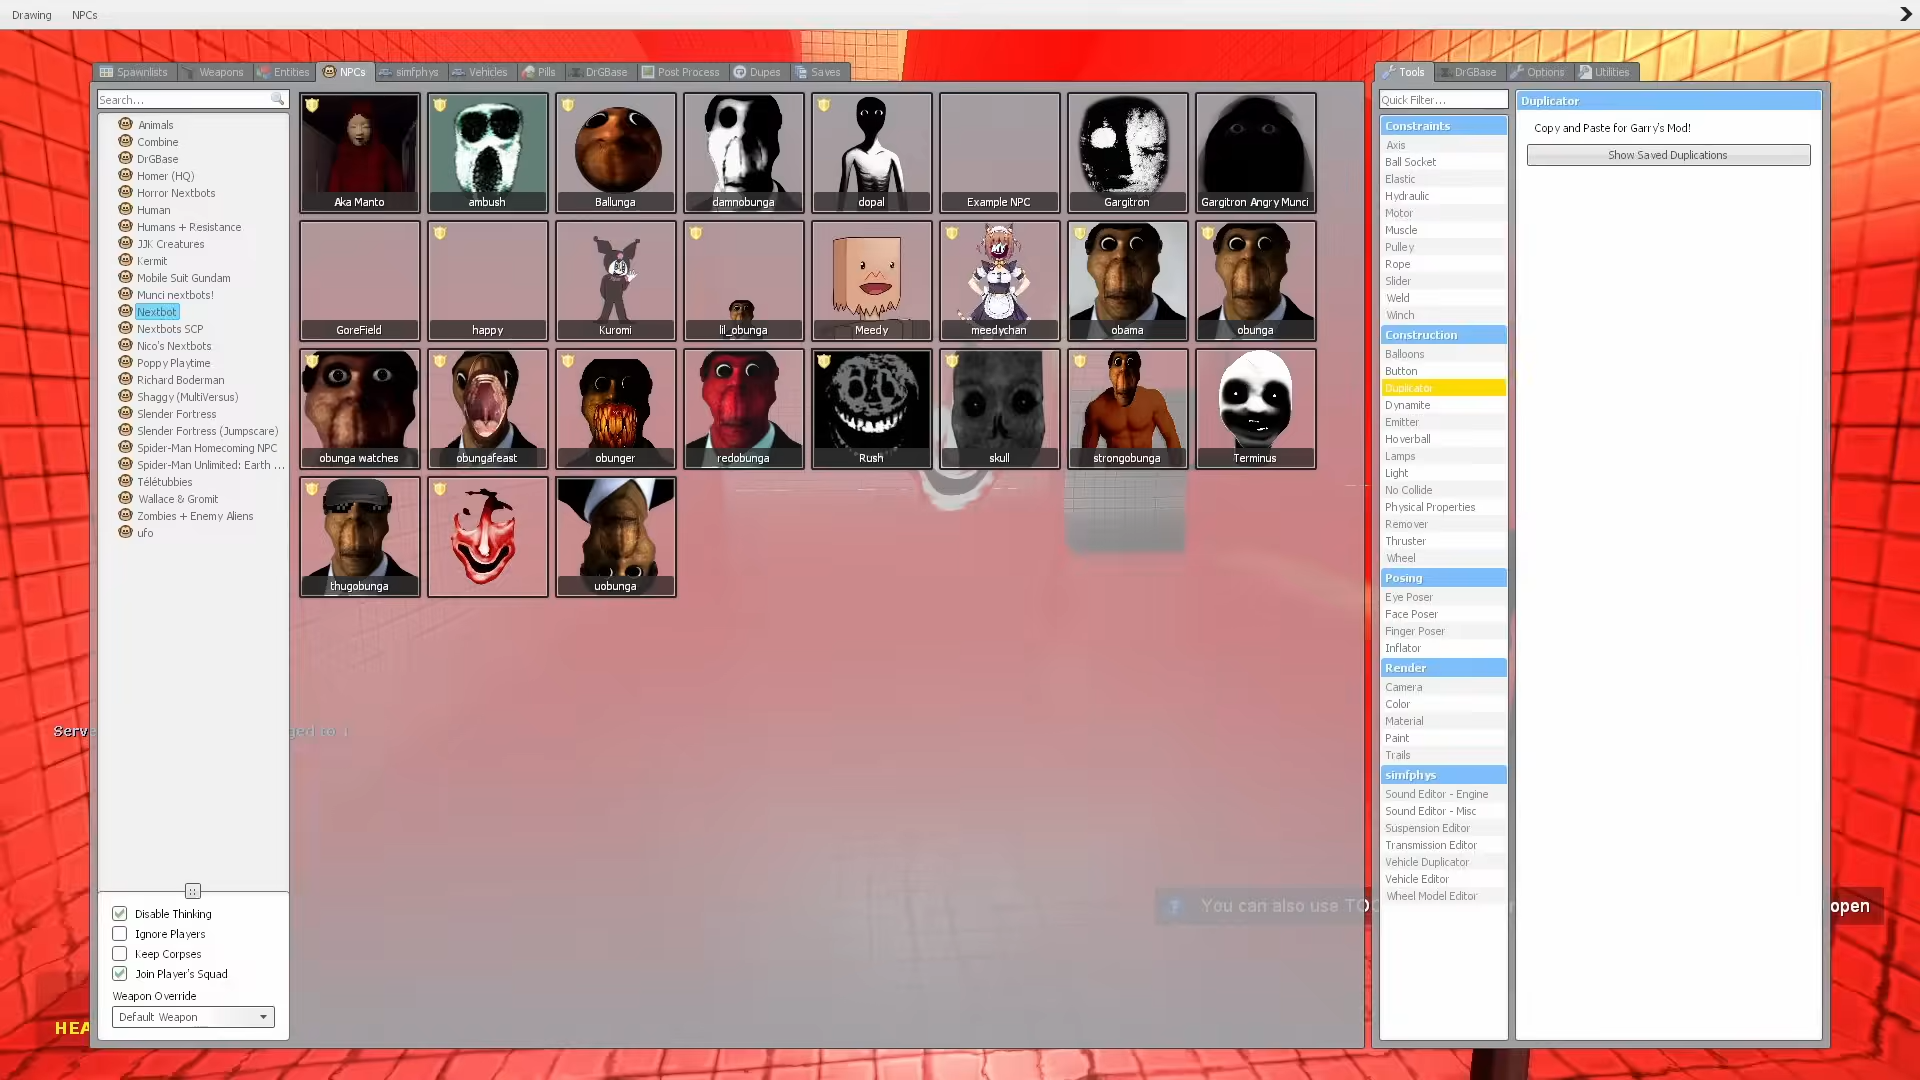 Drawing NPCs
Spawnlists Weapons Entities NPCs simfphys Vehicles Pills DrGBase Post Process Dupes Saves
Search...
Animals
Combine
DrGBase
Homer (HQ)
Horror Nextbots
Human
Humans + Resistance
JJK Creatures
Kermit
Mobile Suit Gundam
Munci nextbots!
Nextbot
Nextbots SCP
Nico's Nextbots
Poppy Playtime
Richard Boderman
Shaggy (MultiVersus)
Slender Fortress
Slender Fortress (Jumpscare)
Spider-Man Homecoming NPC
Spider-Man Unlimited: Earth ...
Télétubbies
Wallace & Gromit
Zombies + Enemy Aliens
ufo
Disable Thinking
Ignore Players
Keep Corpses
Join Player's Squad
Weapon Override
Default Weapon
Aka Manto ambush Ballunga damnobunga dopal Example NPC Gargitron Gargitron Angry Munci
GoreField happy Kuromi lil_obunga Meedy meedychan obama obunga
obunga watches obungafeast obunger redobunga Rush skull strongobunga Terminus
thugobunga uobunga
ged to
HEA
You can also use
open
Tools DrGBase Options Utilities
Quick Filter...
Constraints
Axis
Ball Socket
Elastic
Hydraulic
Motor
Muscle
Pulley
Rope
Slider
Weld
Winch
Construction
Balloons
Button
Duplicator
Dynamite
Emitter
Hoverball
Lamps
Light
No Collide
Physical Properties
Remover
Thruster
Wheel
Posing
Eye Poser
Face Poser
Finger Poser
Inflator
Render
Camera
Color
Material
Paint
Trails
simfphys
Sound Editor - Engine
Sound Editor - Misc
Suspension Editor
Transmission Editor
Vehicle Duplicator
Vehicle Editor
Wheel Model Editor
Duplicator
Copy and Paste for Garry's Mod!
Show Saved Duplications